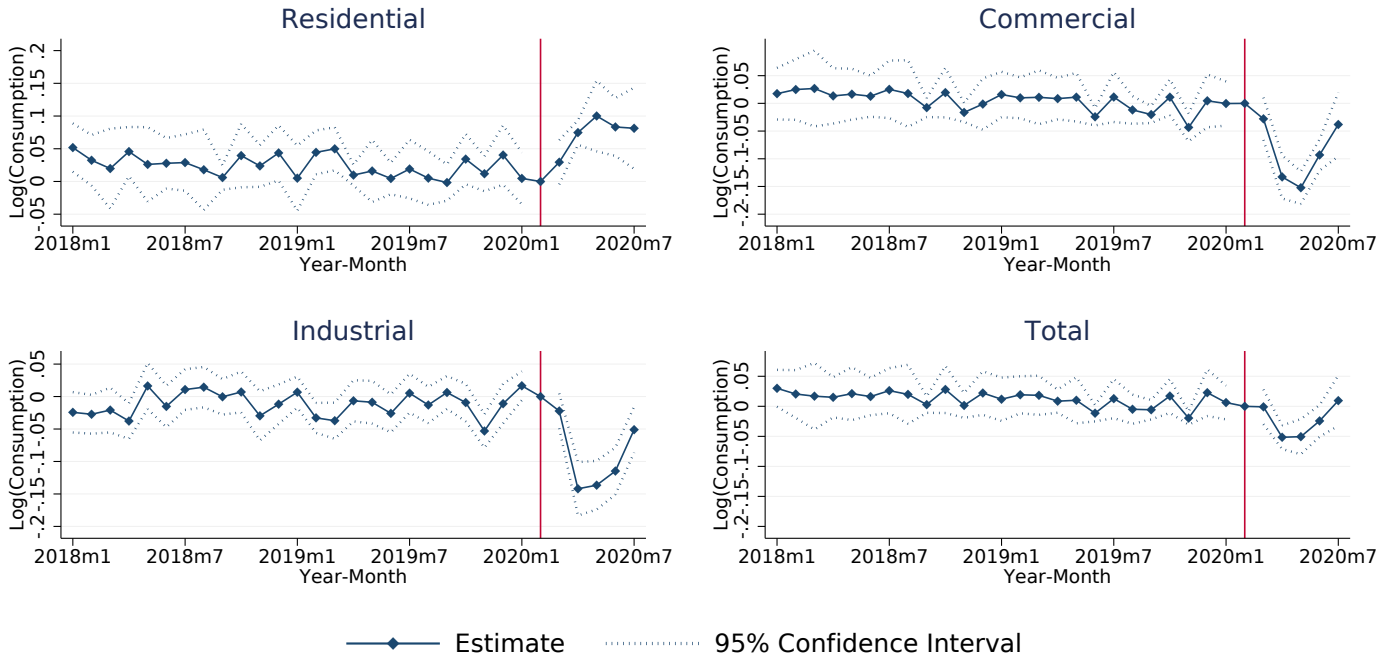 Residential
Log(Consumption)
.2
.15
.1
.05
0
-.05
2018m1 2018m7 2019m1 2019m7 2020m1 2020m7
Year-Month
Commercial
Log(Consumption)
.05
0
-.05
-.1
-.15
-.2
2018m1 2018m7 2019m1 2019m7 2020m1 2020m7
Year-Month
Industrial
Log(Consumption)
.05
0
-.05
-.1
-.15
-.2
2018m1 2018m7 2019m1 2019m7 2020m1 2020m7
Year-Month
Total
Log(Consumption)
.05
0
-.05
-.1
-.15
-.2
2018m1 2018m7 2019m1 2019m7 2020m1 2020m7
Year-Month
Estimate 95% Confidence Interval